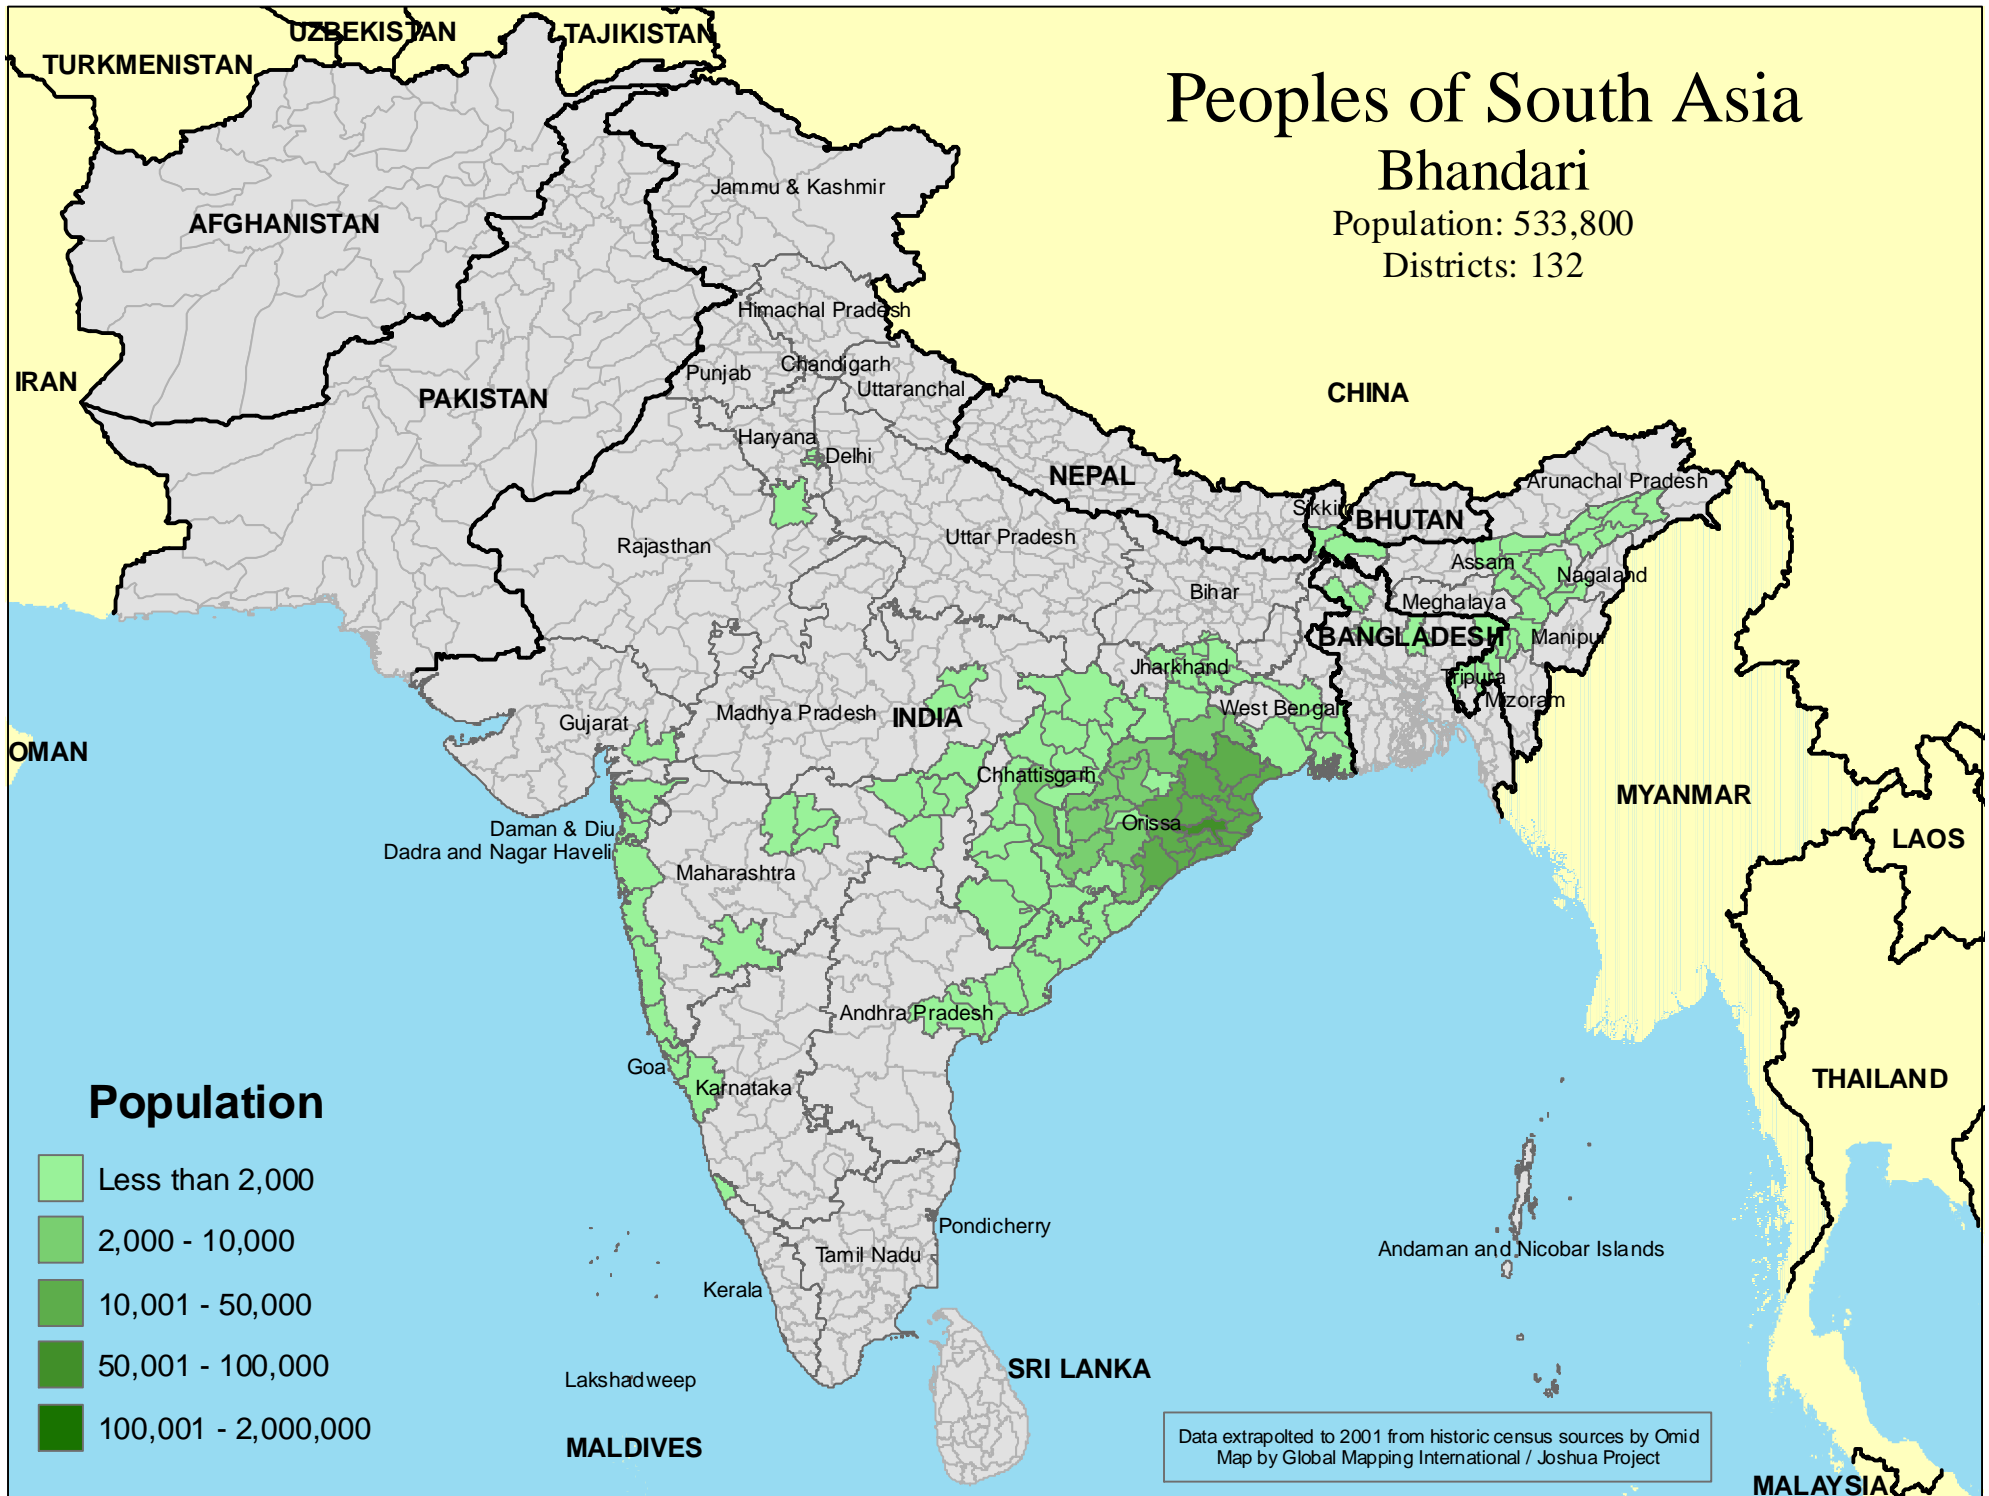 UZBEKISTAN
TAJIKISTAN
TURKMENISTAN
Peoples of South Asia
Bhandari
Population: 533,800
Districts: 132
Jammu & Kashmir
AFGHANISTAN
Himachal Pradesh
Chandigarh
Punjab
Uttaranchal
IRAN
PAKISTAN
CHINA
Haryana
Delhi
NEPAL
Arunachal Pradesh
Sikkim
BHUTAN
Rajasthan
Uttar Pradesh
Assam
Nagaland
Bihar
Meghalaya
BANGLADESH
Manipur
Jharkhand
Tripura
Mizoram
West Bengal
Gujarat
Madhya Pradesh
INDIA
OMAN
Chhattisgarh
MYANMAR
Orissa
Daman & Diu
Dadra and Nagar Haveli
LAOS
Maharashtra
Andhra Pradesh
Goa
Karnataka
THAILAND
Pondicherry
Tamil Nadu
Andaman and Nicobar Islands
Kerala
SRI LANKA
Lakshadweep
MALDIVES
MALAYSIA
Population
Less than 2,000
2,000 - 10,000
10,001 - 50,000
50,001 - 100,000
100,001 - 2,000,000
Data extrapolted to 2001 from historic census sources by Omid
Map by Global Mapping International / Joshua Project